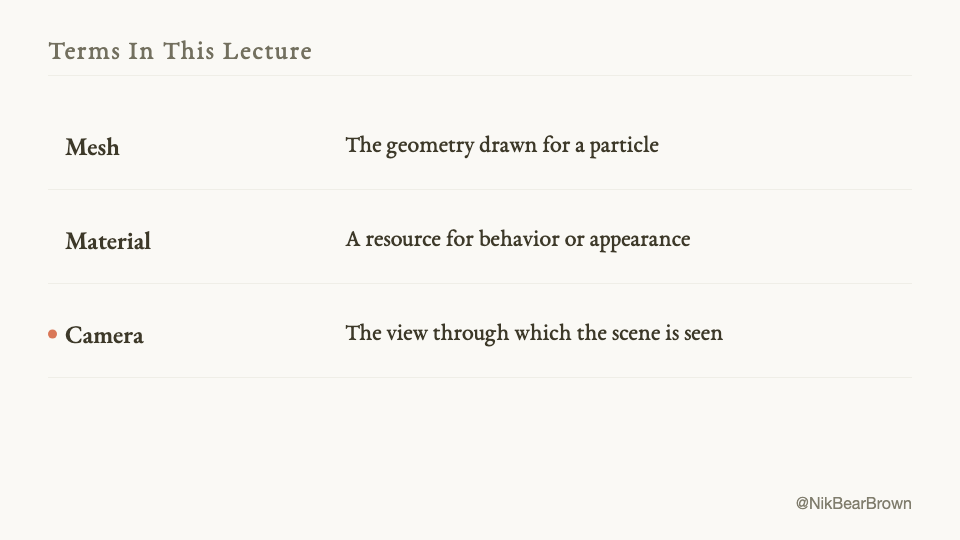 Terms In This Lecture
Mesh
The geometry drawn for a particle
Material
A resource for behavior or appearance
Camera
The view through which the scene is seen
@NikBearBrown